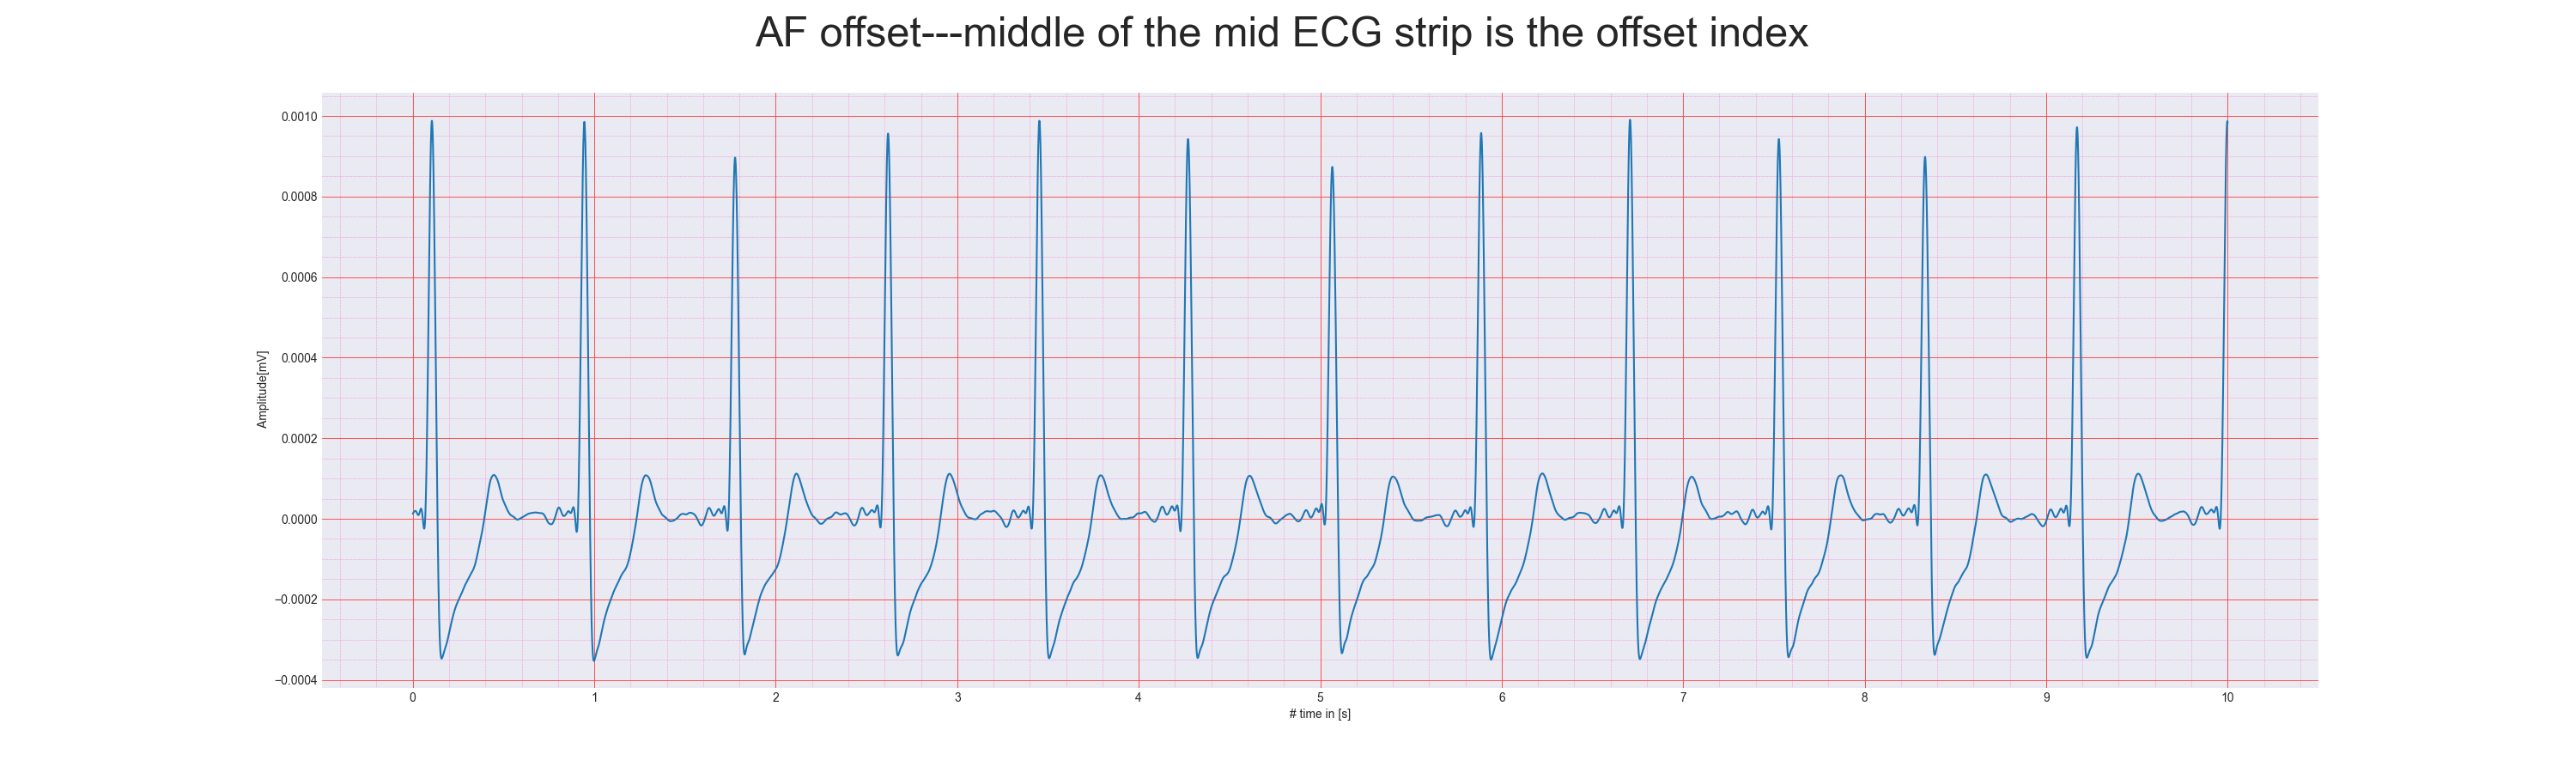 AF offset---middle of the mid ECG strip is the offset index
0.0010
0.0008
0.0006
0.0004
0.0002
0.0000
−0.0002
−0.0004
Amplitude[mV]
0 1 2 3 4 5 6 7 8 9 10
# time in [s]